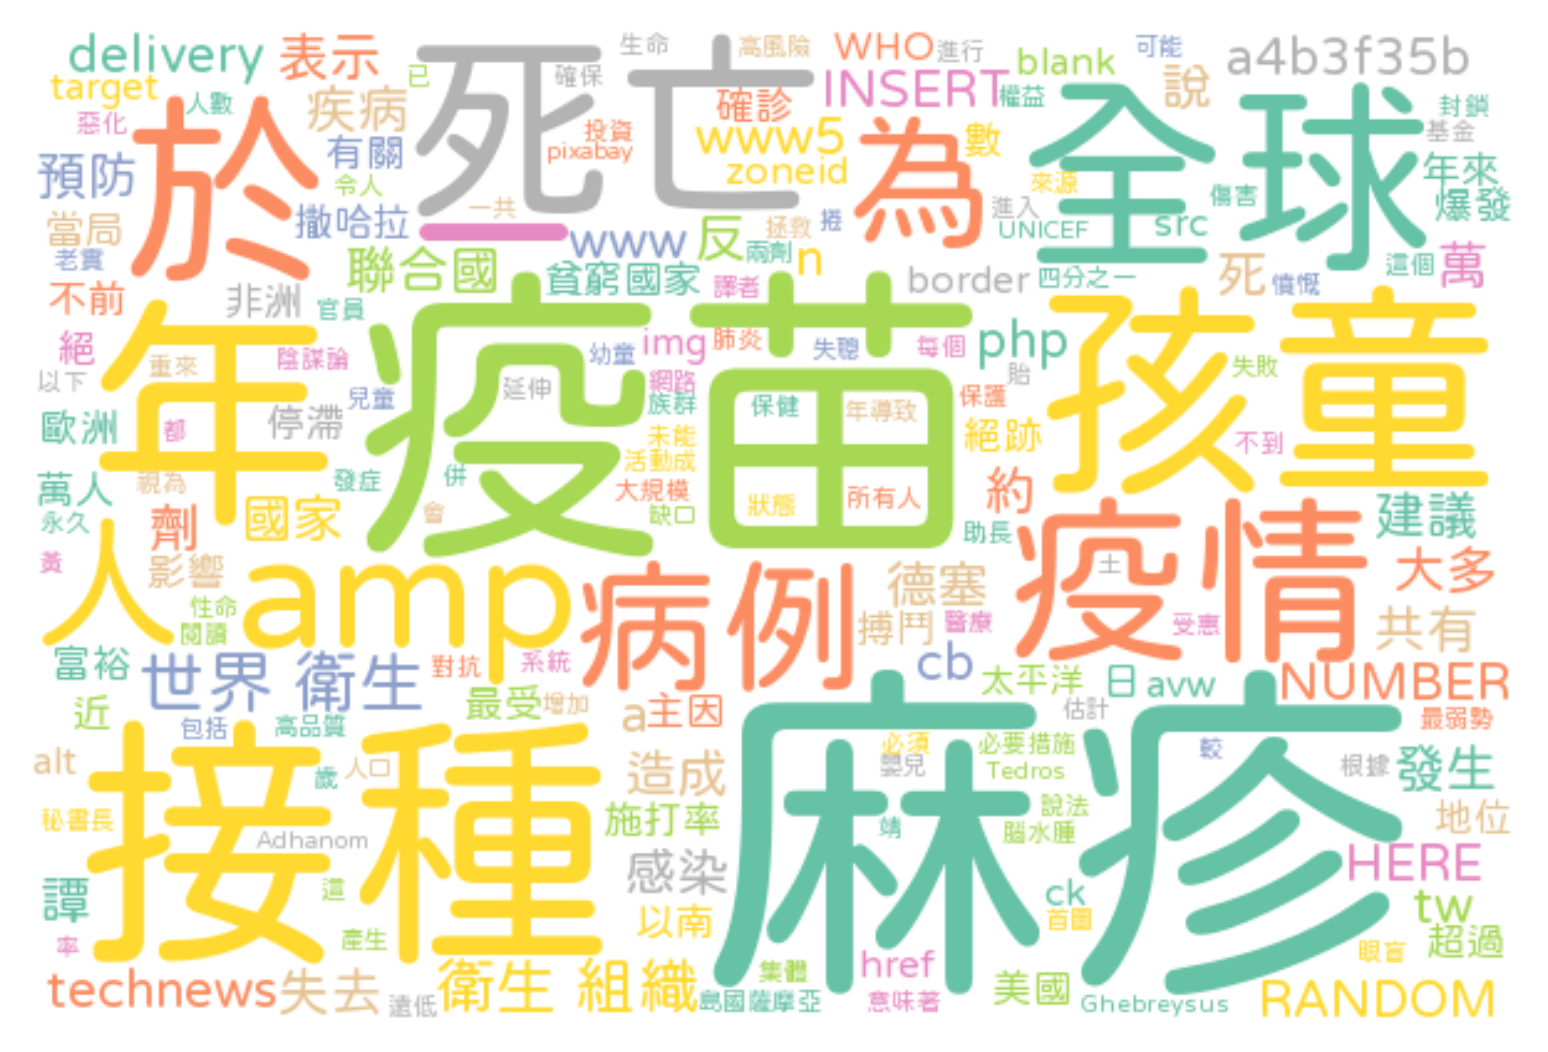 delivery
表示
死亡
生命
高風險
WHO
進行
可能
a4b3f35b
target
人數
已
確保
INSERT
權益
blank
說
全球
封鎖
惡化
疾病
投資
確診
www5
數
基金
預防
於
有關
pixabay
zoneid
為
來源
年來
令人
傷害
爆發
當局
撒哈拉
一共
一
www
反
拯救
捲
進入
UNICEF
src
老實
聯合國
兩劑
n
這個
萬
不前
非洲
官員
貧窮國家
譯者
border
四分之一
死
憤慨
絕
年
疫苗
img
肺炎
失聰
每個
php
孩童
重來
陰謀論
幼童
失敗
以下
兒童
延伸
網路
族群
保健
年導致
保護
貽
歐洲
都
停滯
未能
絕跡
不到
萬人
視為
發症
併
活動成
大規模
狀態
所有人
約
建議
永久
劑
國家
會
缺口
助長
黃
人
影響
amp
病例
德塞
疫情
土
大多
性命
閱讀
搏鬥
醫療
受惠
共有
富裕
世界 衛生
對抗
系統
cb
太平洋
日
avw
NUMBER
近
包括
高品質
最受
增加
a
主因
估計
最弱勢
alt
接種
歲
人口
造成
麻疹
必須
嬰兒
必要措施
Tedros
較
根據
發生
秘書長
Adhanom
施打率
靖
說法
腦水腫
地位
譚
這
感染
ck
HERE
率
產生
以南
首圖
tw
眼盲
超過
technews
失去
遠低
衛生 組織
集體
島國薩摩亞
href
意味著
美國
Ghebreysus
RANDOM